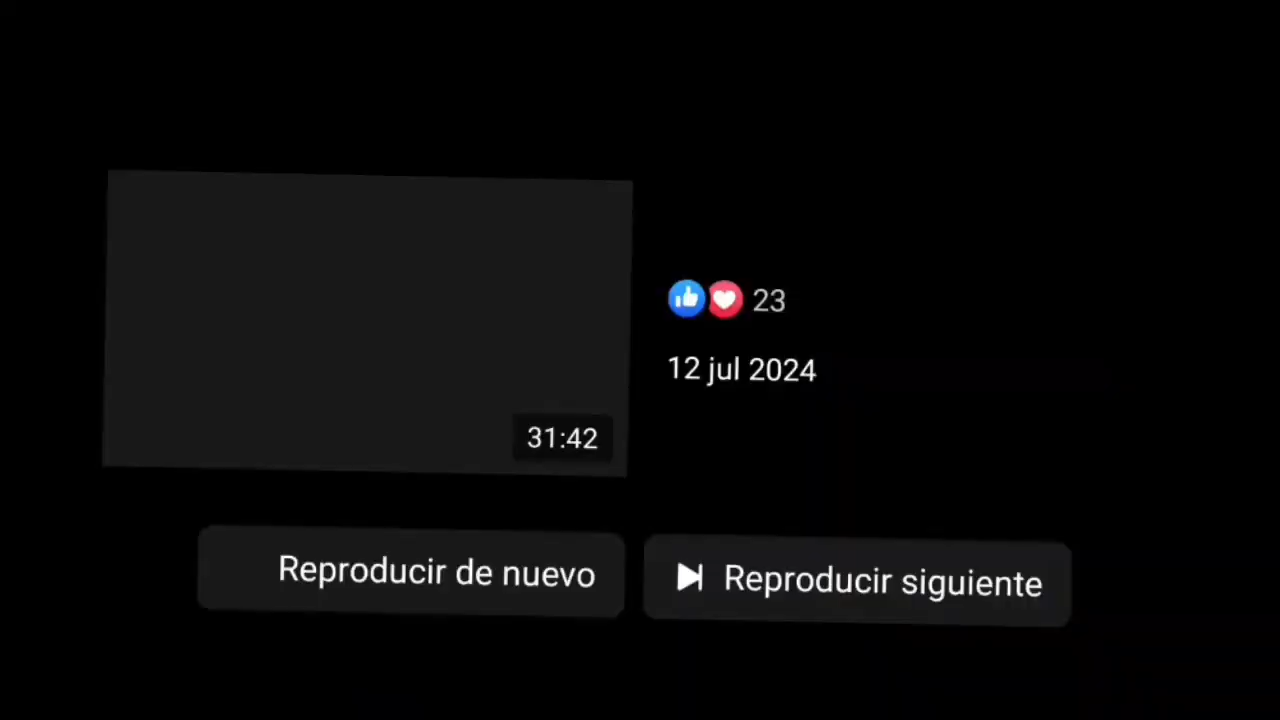 23
12 jul 2024
31:42
Reproducir de nuevo
Reproducir siguiente